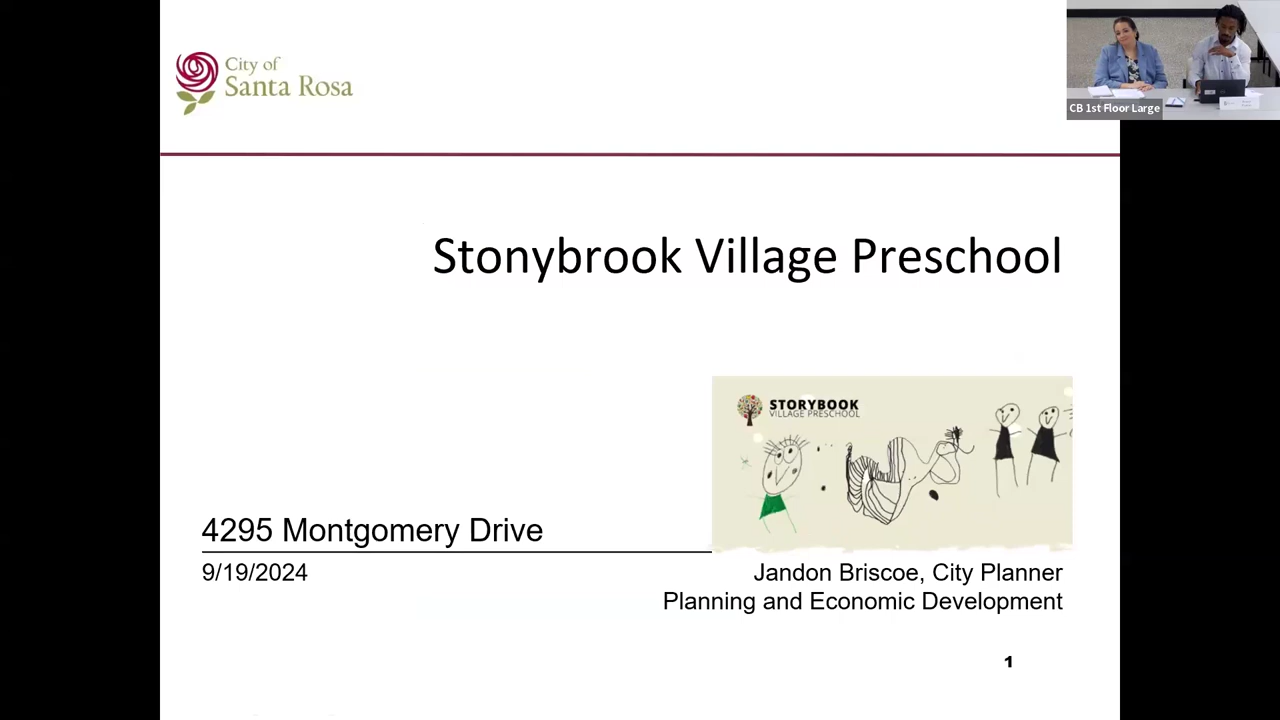 City of
Santa Rosa
CB 1st Floor Large
Stonybrook Village Preschool
STORYBOOK
VILLAGE PRESCHOOL
4295 Montgomery Drive
9/19/2024
Jandon Briscoe, City Planner
Planning and Economic Development
1